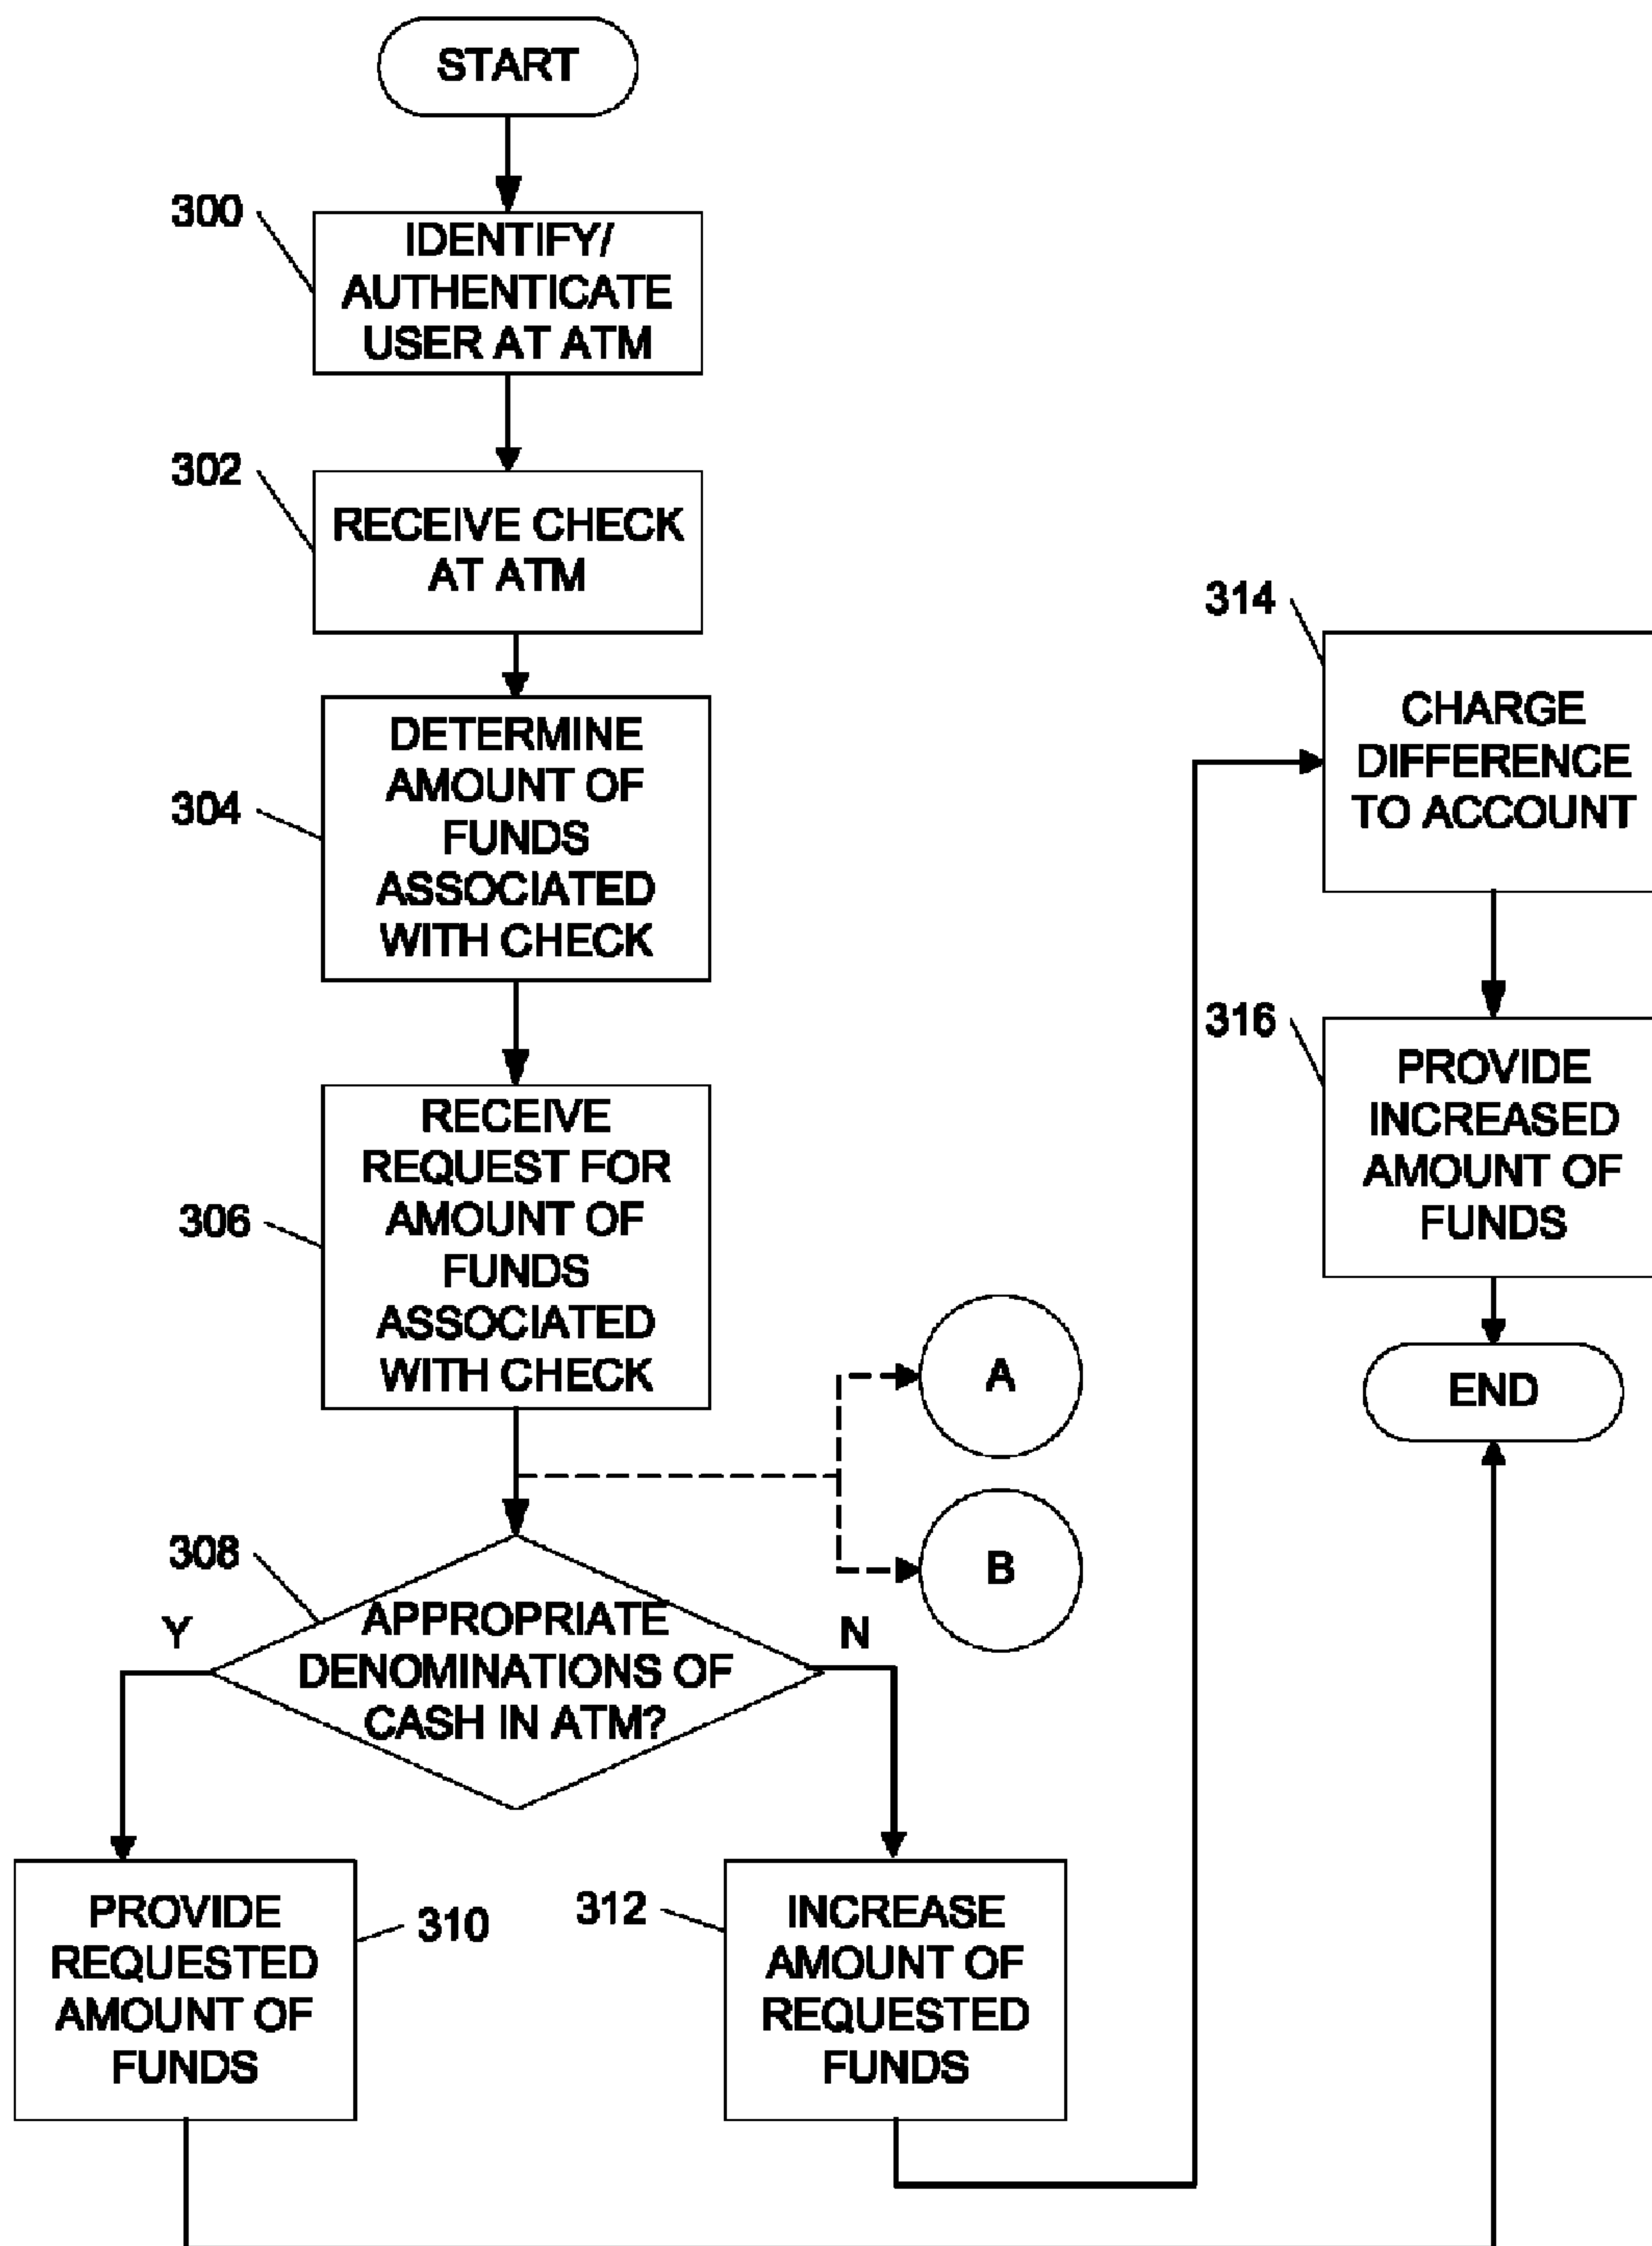 START
300
IDENTIFY/
AUTHENTICATE
USER AT ATM
302
RECEIVE CHECK
AT ATM
304
DETERMINE
AMOUNT OF
FUNDS
ASSOCIATED
WITH CHECK
306
RECEIVE
REQUEST FOR
AMOUNT OF
FUNDS
ASSOCIATED
WITH CHECK
A
B
308
APPROPRIATE
DENOMINATIONS OF
CASH IN ATM?
Y
N
PROVIDE
REQUESTED
AMOUNT OF
FUNDS
310
312
INCREASE
AMOUNT OF
REQUESTED
FUNDS
314
CHARGE
DIFFERENCE
TO ACCOUNT
316
PROVIDE
INCREASED
AMOUNT OF
FUNDS
END